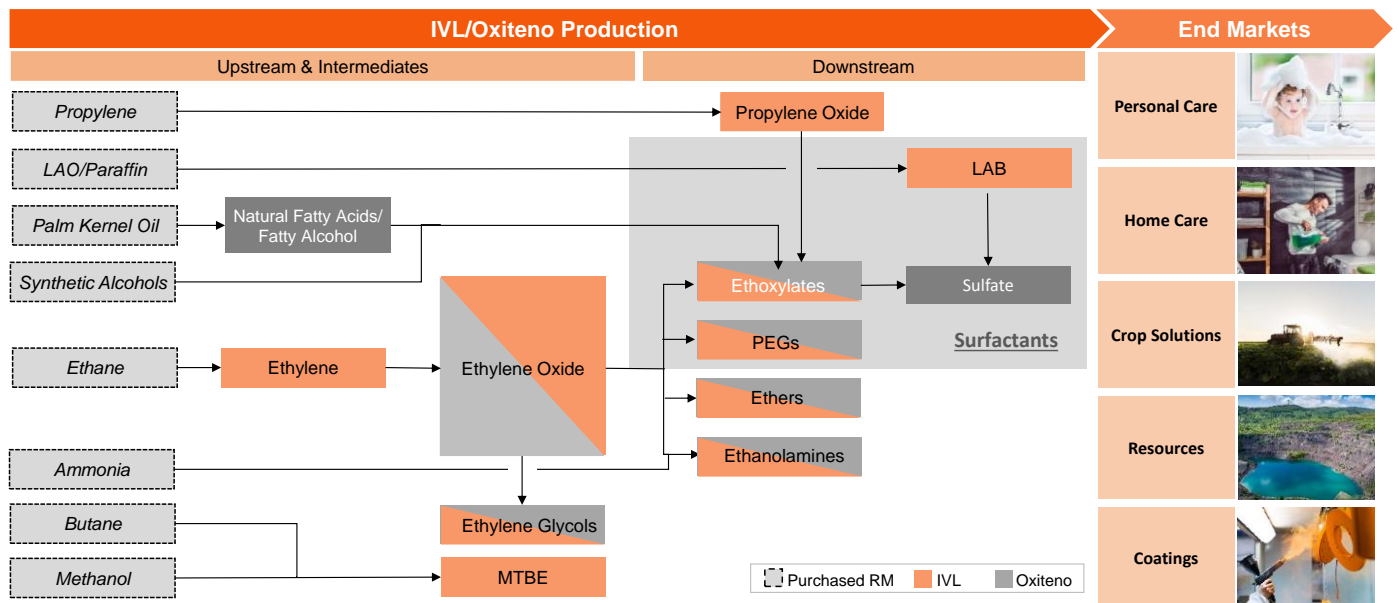 IVL/Oxiteno Production
End Markets
Upstream & Intermediates
Downstream
Propylene
Propylene Oxide
LAO/Paraffin
LAB
Palm Kernel Oil
Natural Fatty Acids/
Fatty Alcohol
Synthetic Alcohols
Ethoxylates
Sulfate
PEGs
Surfactants
Ethane
Ethylene
Ethylene Oxide
Ethers
Ethanolamines
Ammonia
Butane
Ethylene Glycols
Methanol
MTBE
Purchased RM
IVL
Oxiteno
Personal Care
Home Care
Crop Solutions
Resources
Coatings